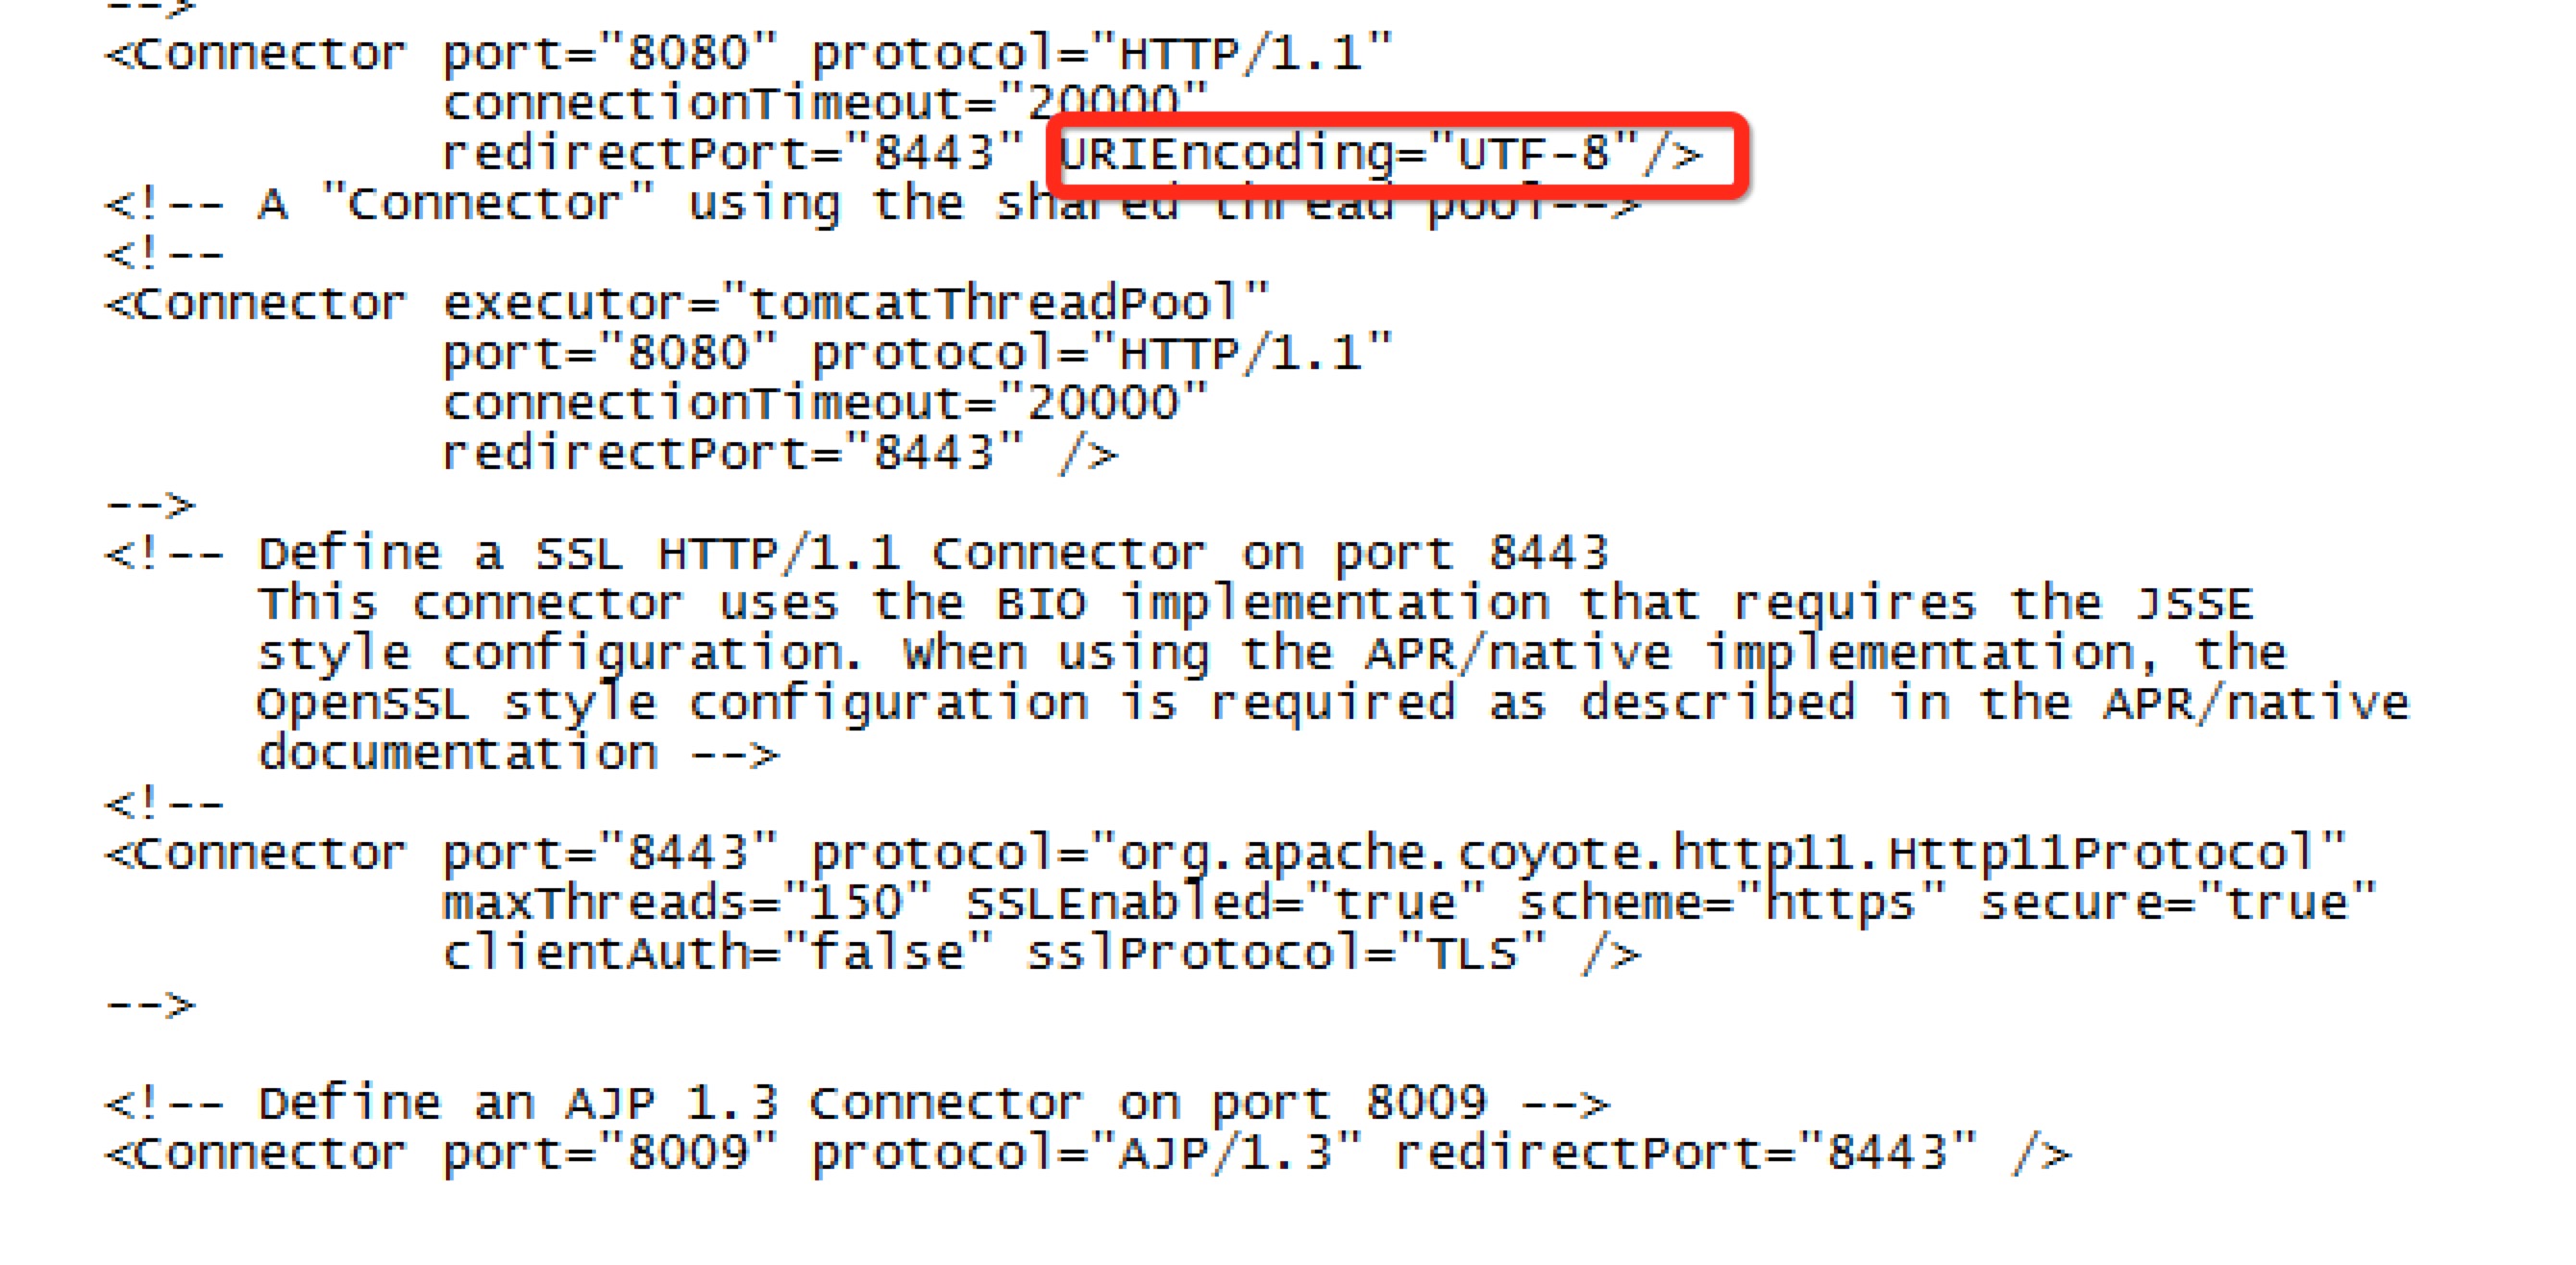 -->
<Connector port="8080" protocol="HTTP/1.1"
connectionTimeout="20000"
redirectPort="8443" URIEncoding="UTF-8"/>
<!-- A "Connector" using the shared thread pool-->
<!--
<Connector executor="tomcatThreadPool"
port="8080" protocol="HTTP/1.1"
connectionTimeout="20000"
redirectPort="8443" />
-->
<!-- Define a SSL HTTP/1.1 Connector on port 8443
This connector uses the BIO implementation that requires the JSSE
style configuration. When using the APR/native implementation, the
OpenSSL style configuration is required as described in the APR/native
documentation -->
<!--
<Connector port="8443" protocol="org.apache.coyote.http11.Http11Protocol"
maxThreads="150" SSLEnabled="true" scheme="https" secure="true"
clientAuth="false" sslProtocol="TLS" />
-->
<!-- Define an AJP 1.3 Connector on port 8009 -->
<Connector port="8009" protocol="AJP/1.3" redirectPort="8443" />